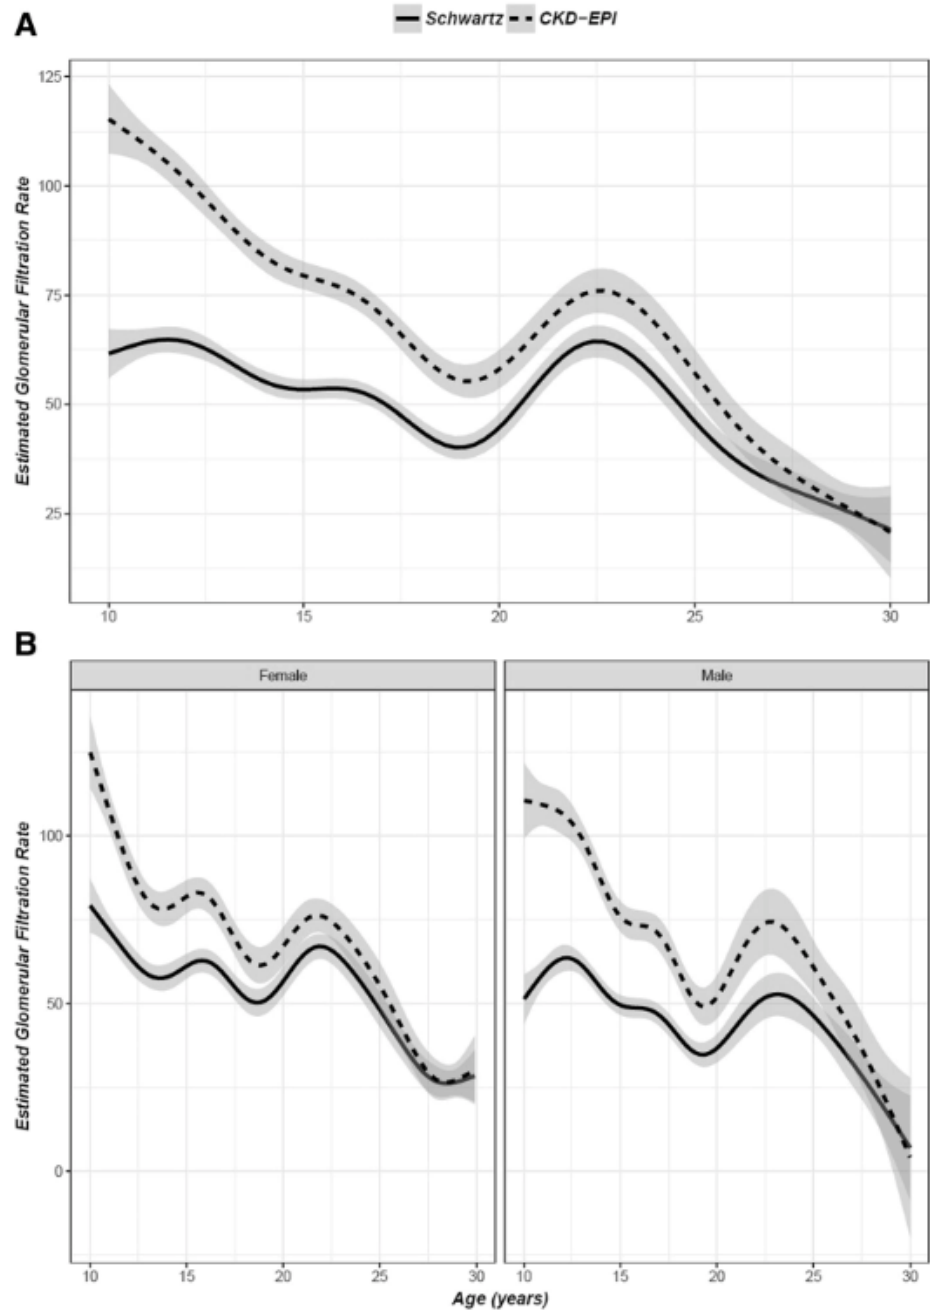 A
Schwartz CKD-EPI
Estimated Glomerular Filtration Rate
125
100
75
50
25
10 15 20 25 30
B
Female Male
Estimated Glomerular Filtration Rate
100
50
0
10 15 20 25 30 10 15 20 25 30
Age (years)